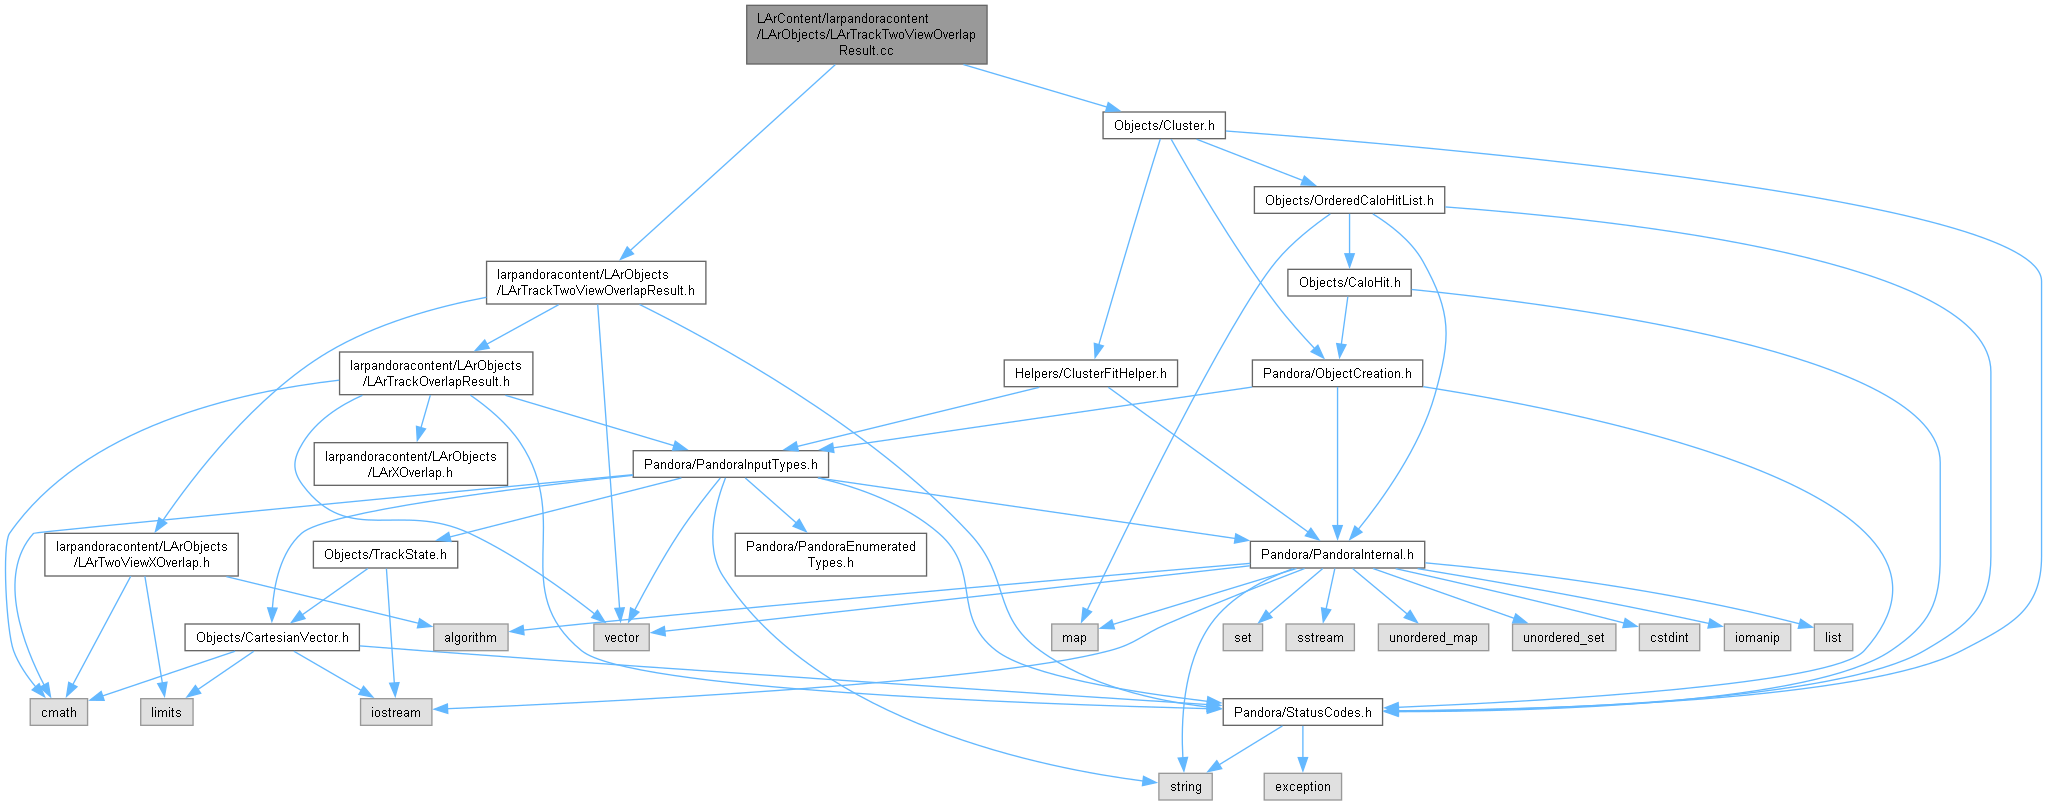 LArContent/larpandoracontent
/LArObjects/LArTrackTwoViewOverlap
Result.cc
Objects/Cluster.h
Objects/OrderedCaloHitList.h
larpandoracontent/LArObjects
/LArTrackTwoViewOverlapResult.h
Objects/CaloHit.h
larpandoracontent/LArObjects
/LArTrackOverlapResult.h
Helpers/ClusterFitHelper.h
Pandora/ObjectCreation.h
larpandoracontent/LArObjects
/LArXOverlap.h
Pandora/PandoraInputTypes.h
larpandoracontent/LArObjects
/LArTwoViewXOverlap.h
Objects/TrackState.h
Pandora/PandoraEnumerated
Types.h
Pandora/PandoraInternal.h
Objects/CartesianVector.h
algorithm
vector
map
set
sstream
unordered_map
unordered_set
cstdint
iomanip
list
cmath
limits
iostream
Pandora/StatusCodes.h
string
exception